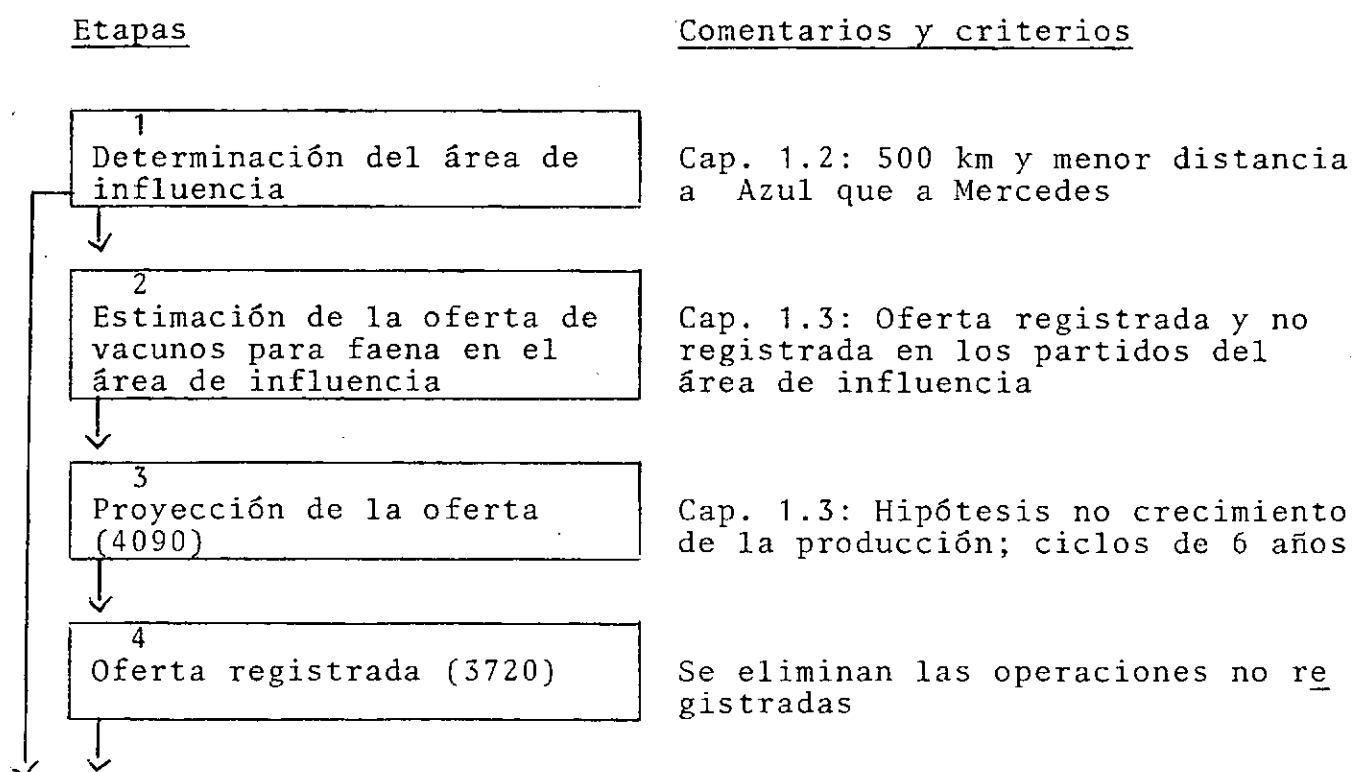 Etapas
Comentarios y criterios
1
Determinación del área de
influencia
Cap. 1.2: 500 km y menor distancia
a Azul que a Mercedes
2
Estimación de la oferta de
vacunos para faena en el
área de influencia
Cap. 1.3: Oferta registrada y no
registrada en los partidos del
área de influencia
3
Proyección de la oferta
(4090)
Cap. 1.3: Hipótesis no crecimiento
de la producción; ciclos de 6 años
4
Oferta registrada (3720)
Se eliminan las operaciones no re
gistradas